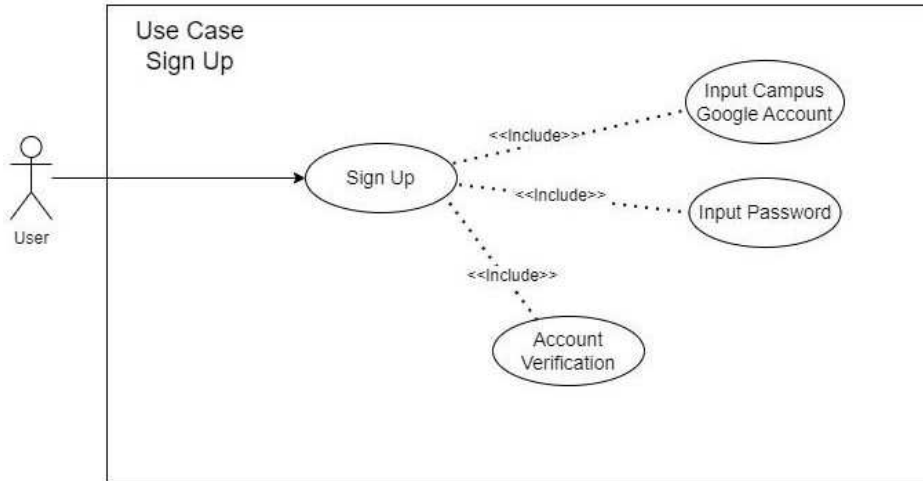 Use Case
Sign Up
Input Campus
Google Account
<<Include>>
Sign Up
<<Include>>
Input Password
User
<<Include>>
Account
Verification